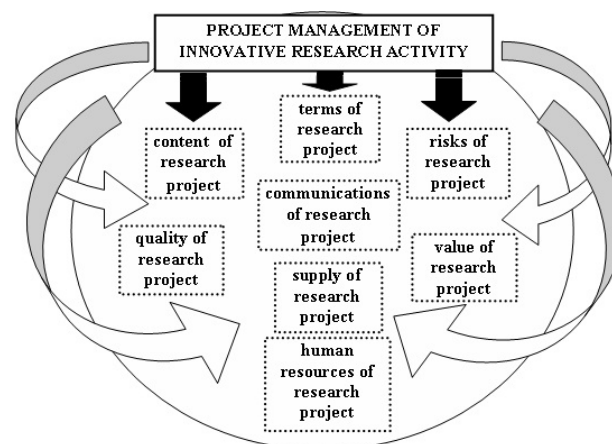 PROJECT MANAGEMENT OF
INNOVATIVE RESEARCH ACTIVITY
content of
research
project
terms of
research
project
risks of
research
project
communications
of research
project
quality of
research
project
value of
research
project
supply of
research
project
human
resources of
research
project